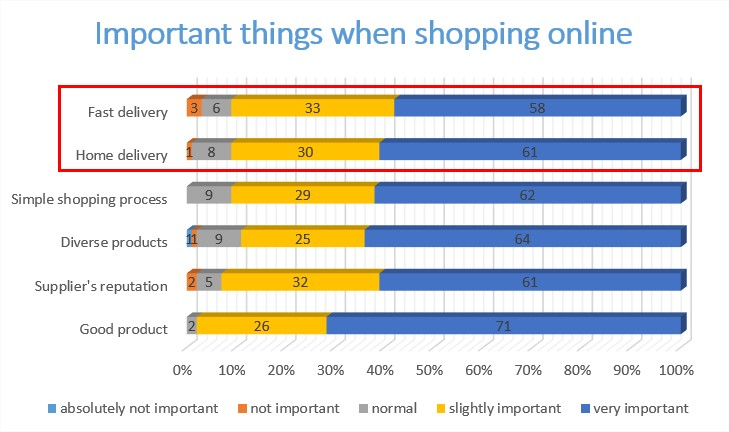 Important things when shopping online
Fast delivery 3 6 33 58
Home delivery 1 8 30 61
Simple shopping process 9 29 62
Diverse products 1 1 9 25 64
Supplier's reputation 2 5 32 61
Good product 2 26 71
0% 10% 20% 30% 40% 50% 60% 70% 80% 90% 100%
absolutely not important not important normal slightly important very important